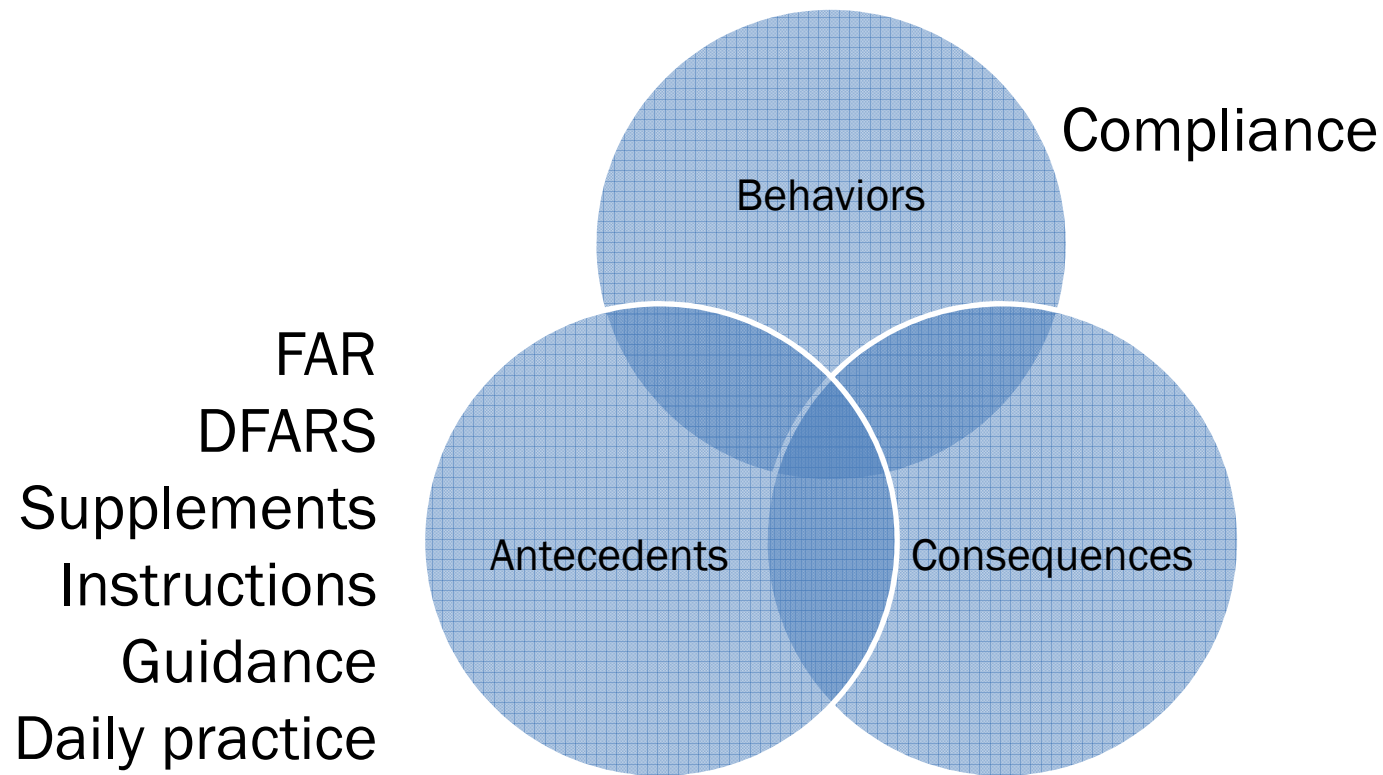 Compliance
Behaviors
FAR
DFARS
Supplements
Instructions
Guidance
Daily practice
Antecedents
Consequences